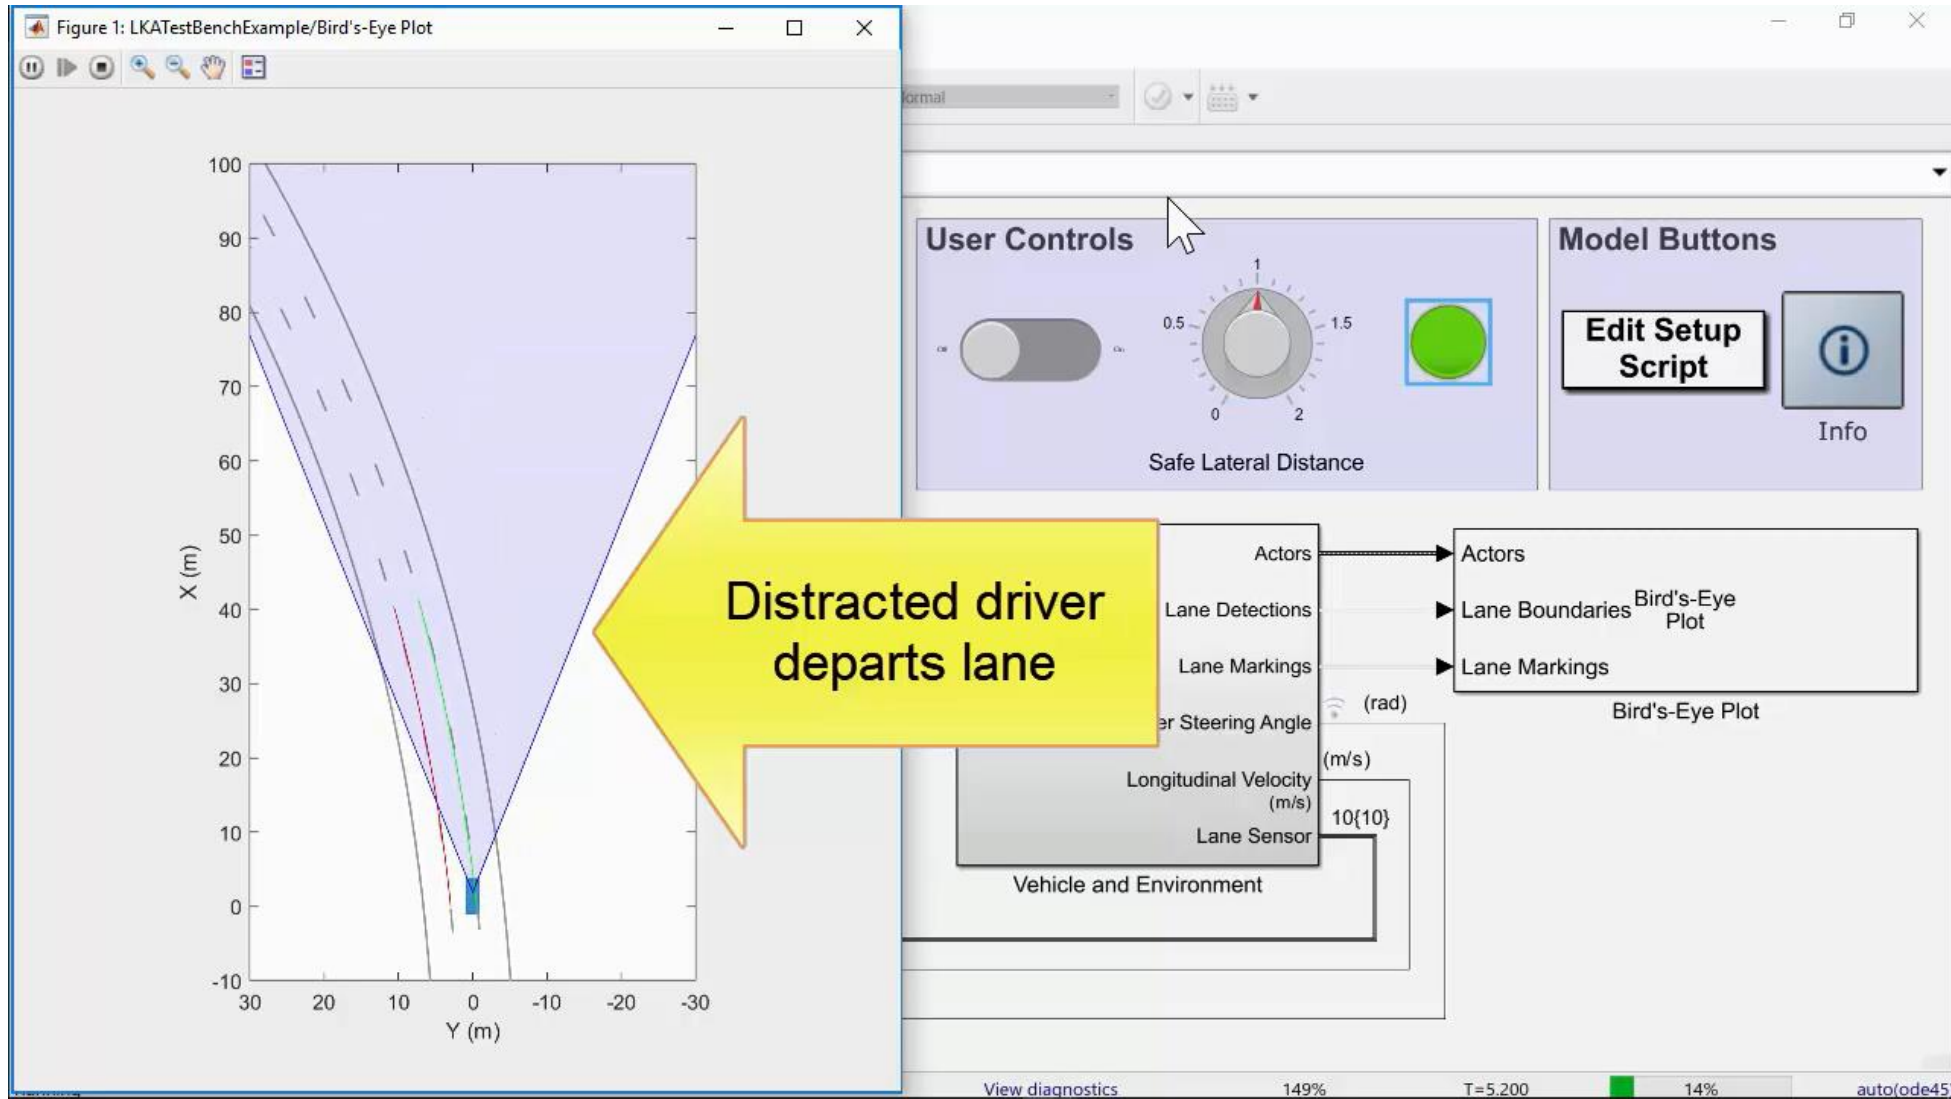 Figure 1: LKATestBenchExample/Bird's-Eye Plot
100
90
80
70
60
50
40
30
20
10
0
-10
X (m)
30 20 10 0 -10 -20 -30
Y (m)
Distracted driver
departs lane
User Controls
Off
On
0
0.5
1
1.5
2
Safe Lateral Distance
Model Buttons
Edit Setup
Script
Info
Actors
Lane Detections
Lane Markings
er Steering Angle
Longitudinal Velocity
(m/s)
Lane Sensor
Vehicle and Environment
(rad)
(m/s)
10{10}
Actors
Lane Boundaries
Lane Markings
Bird's-Eye
Plot
Bird's-Eye Plot
View diagnostics 149% T=5.200 14% auto(ode45